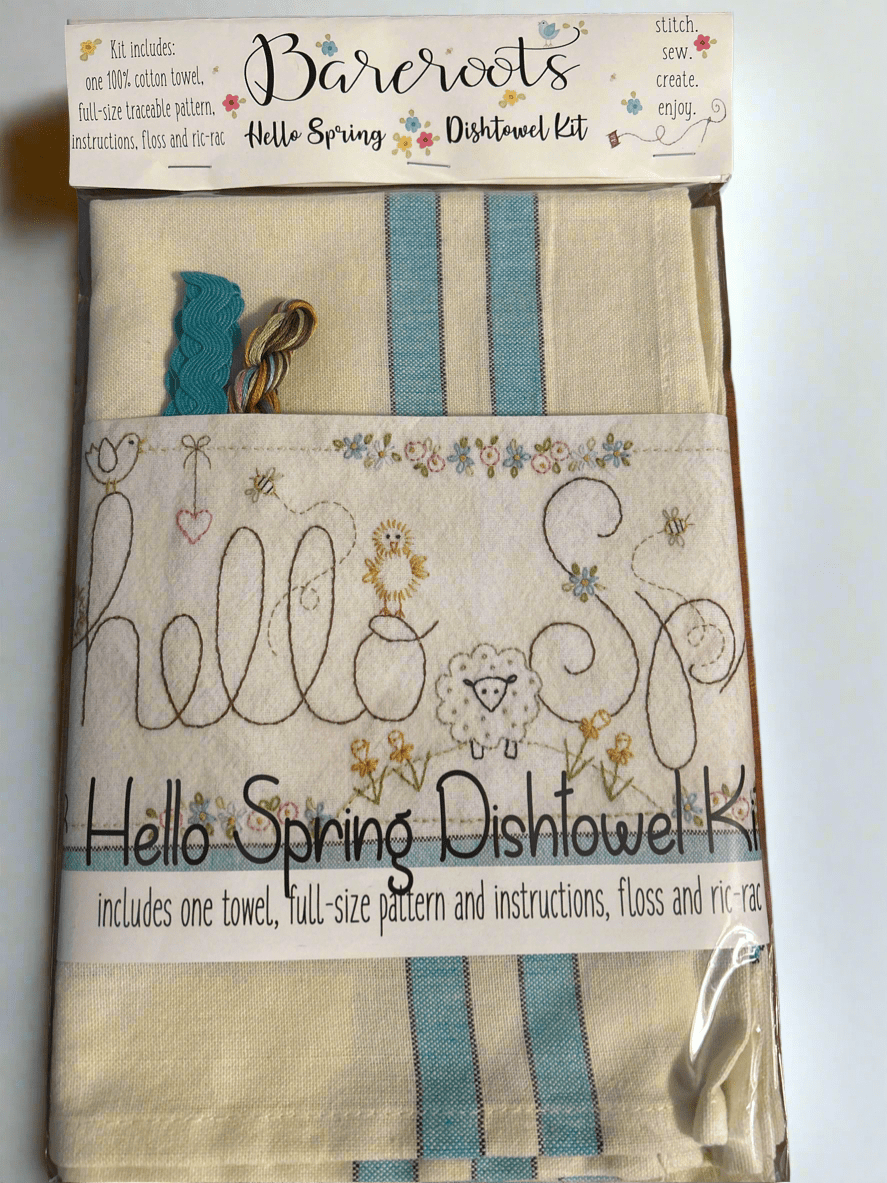 Kit includes:
one 100% cotton towel,
full-size traceable pattern,
instructions, floss and ric-rac
Bareroots
Hello Spring Dishtowel Kit
stitch.
sew.
create.
enjoy.
hello Sp
Hello Spring Dishtowel Ki
includes one towel, full-size pattern and instructions, floss and ric-rac